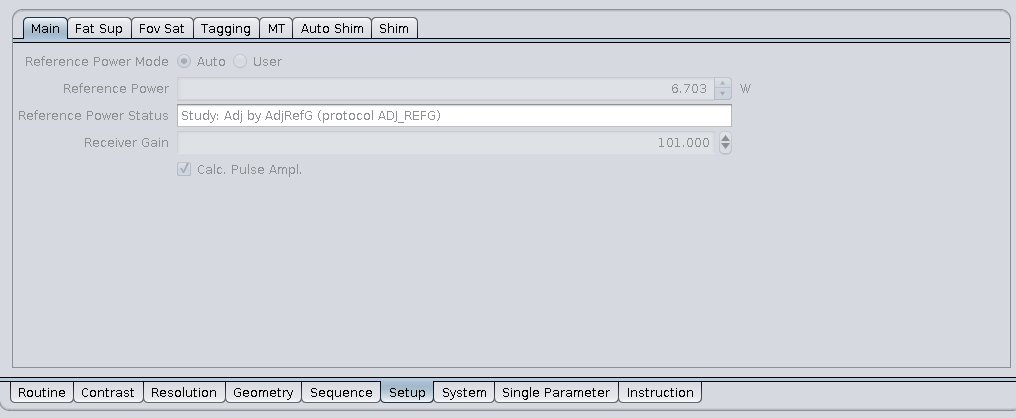 Main Fat Sup Fov Sat Tagging MT Auto Shim Shim
Reference Power Mode Auto User
Reference Power 6.703 W
Reference Power Status Study: Adj by AdjRefG (protocol ADJ_REFG)
Receiver Gain 101.000
Calc. Pulse Ampl.
Routine Contrast Resolution Geometry Sequence Setup System Single Parameter Instruction